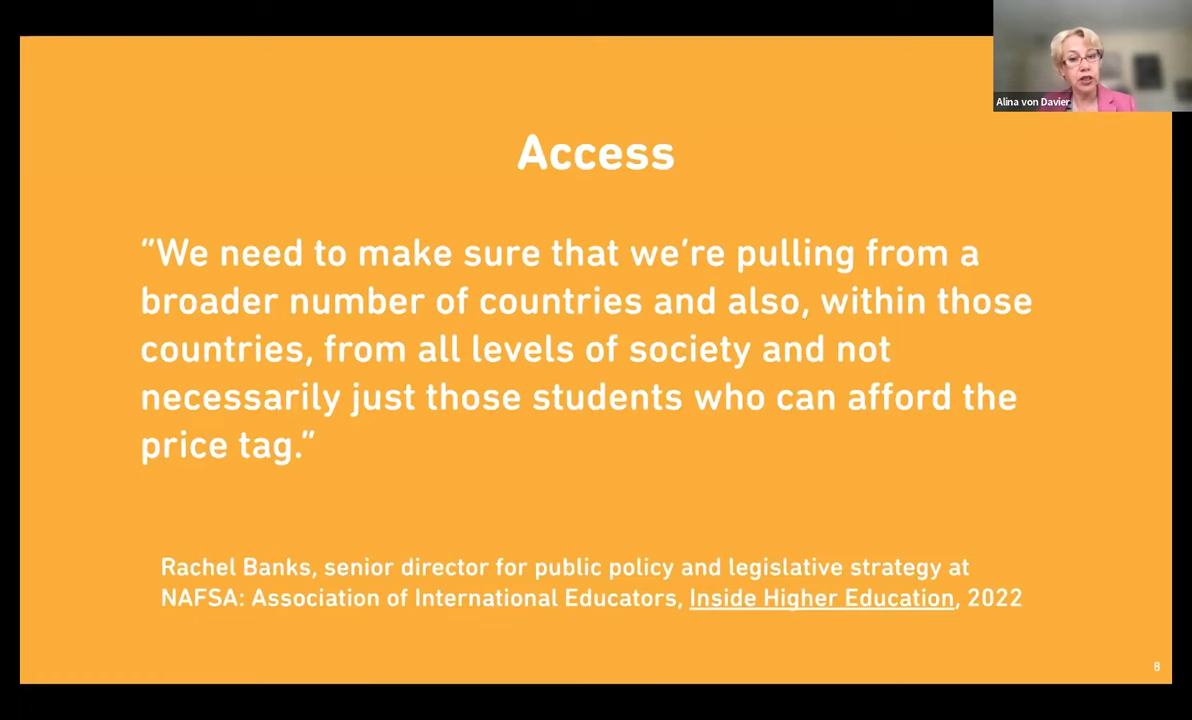 Alina von Davier
Access
"We need to make sure that we're pulling from a
broader number of countries and also, within those
countries, from all levels of society and not
necessarily just those students who can afford the
price tag."
Rachel Banks, senior director for public policy and legislative strategy at
NAFSA: Association of International Educators, Inside Higher Education, 2022
8